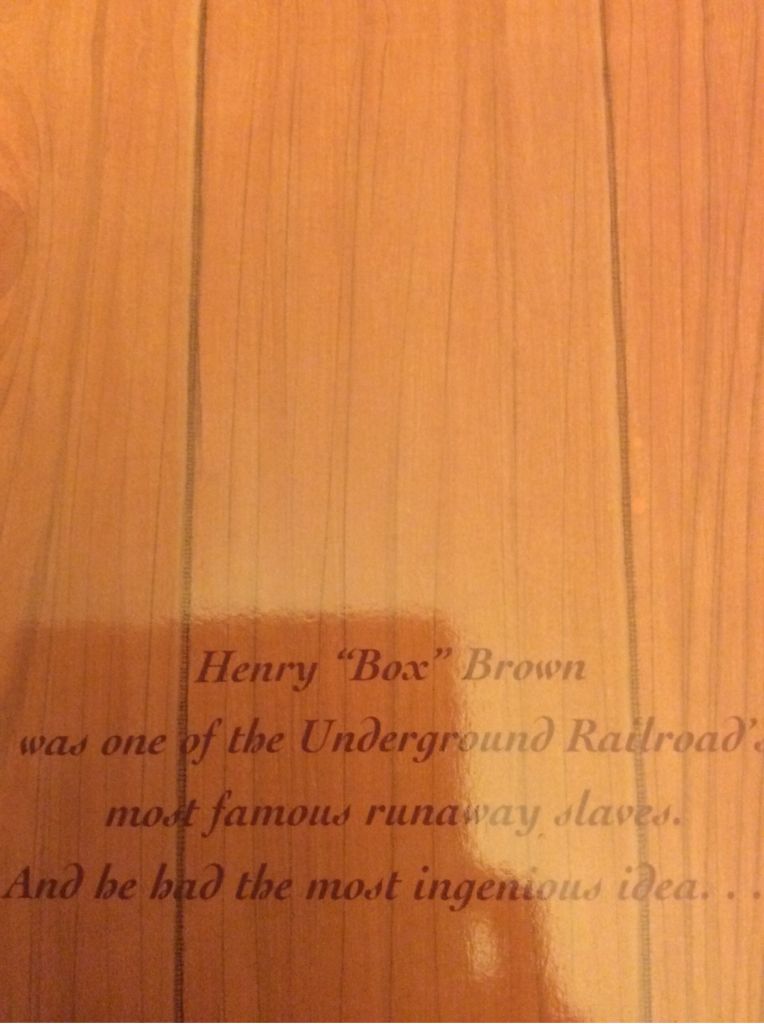 Henry “Box” Brown
was one of the Underground Railroad’s
most famous runaway slaves.
And he had the most ingenious idea. . .